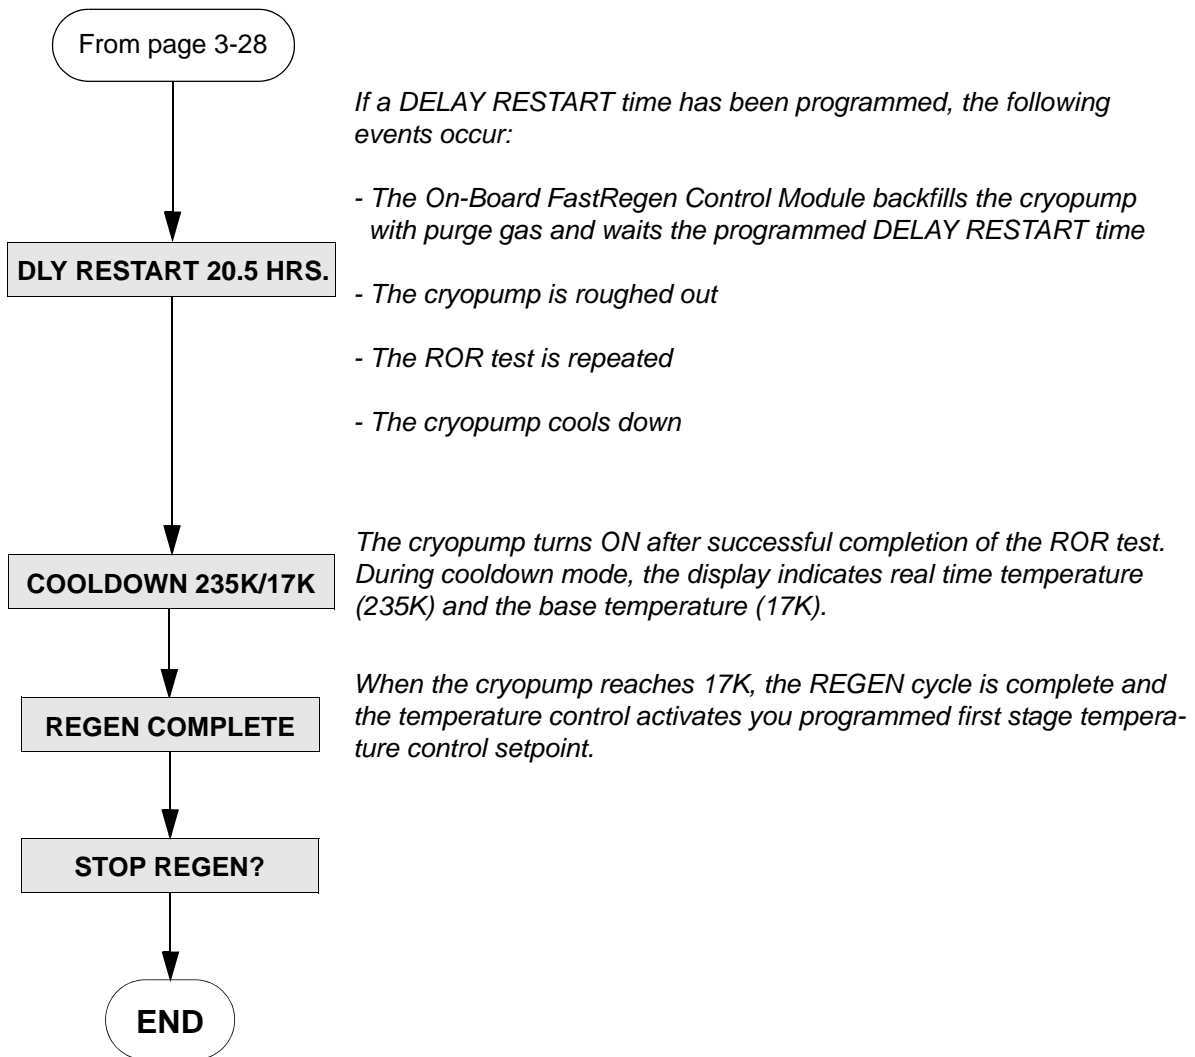 From page 3-28
If a DELAY RESTART time has been programmed, the following
events occur:
- The On-Board FastRegen Control Module backfills the cryopump
with purge gas and waits the programmed DELAY RESTART time
DLY RESTART 20.5 HRS.
- The cryopump is roughed out
- The ROR test is repeated
- The cryopump cools down
The cryopump turns ON after successful completion of the ROR test.
During cooldown mode, the display indicates real time temperature
(235K) and the base temperature (17K).
COOLDOWN 235K/17K
When the cryopump reaches 17K, the REGEN cycle is complete and
the temperature control activates you programmed first stage tempera-
ture control setpoint.
REGEN COMPLETE
STOP REGEN?
END